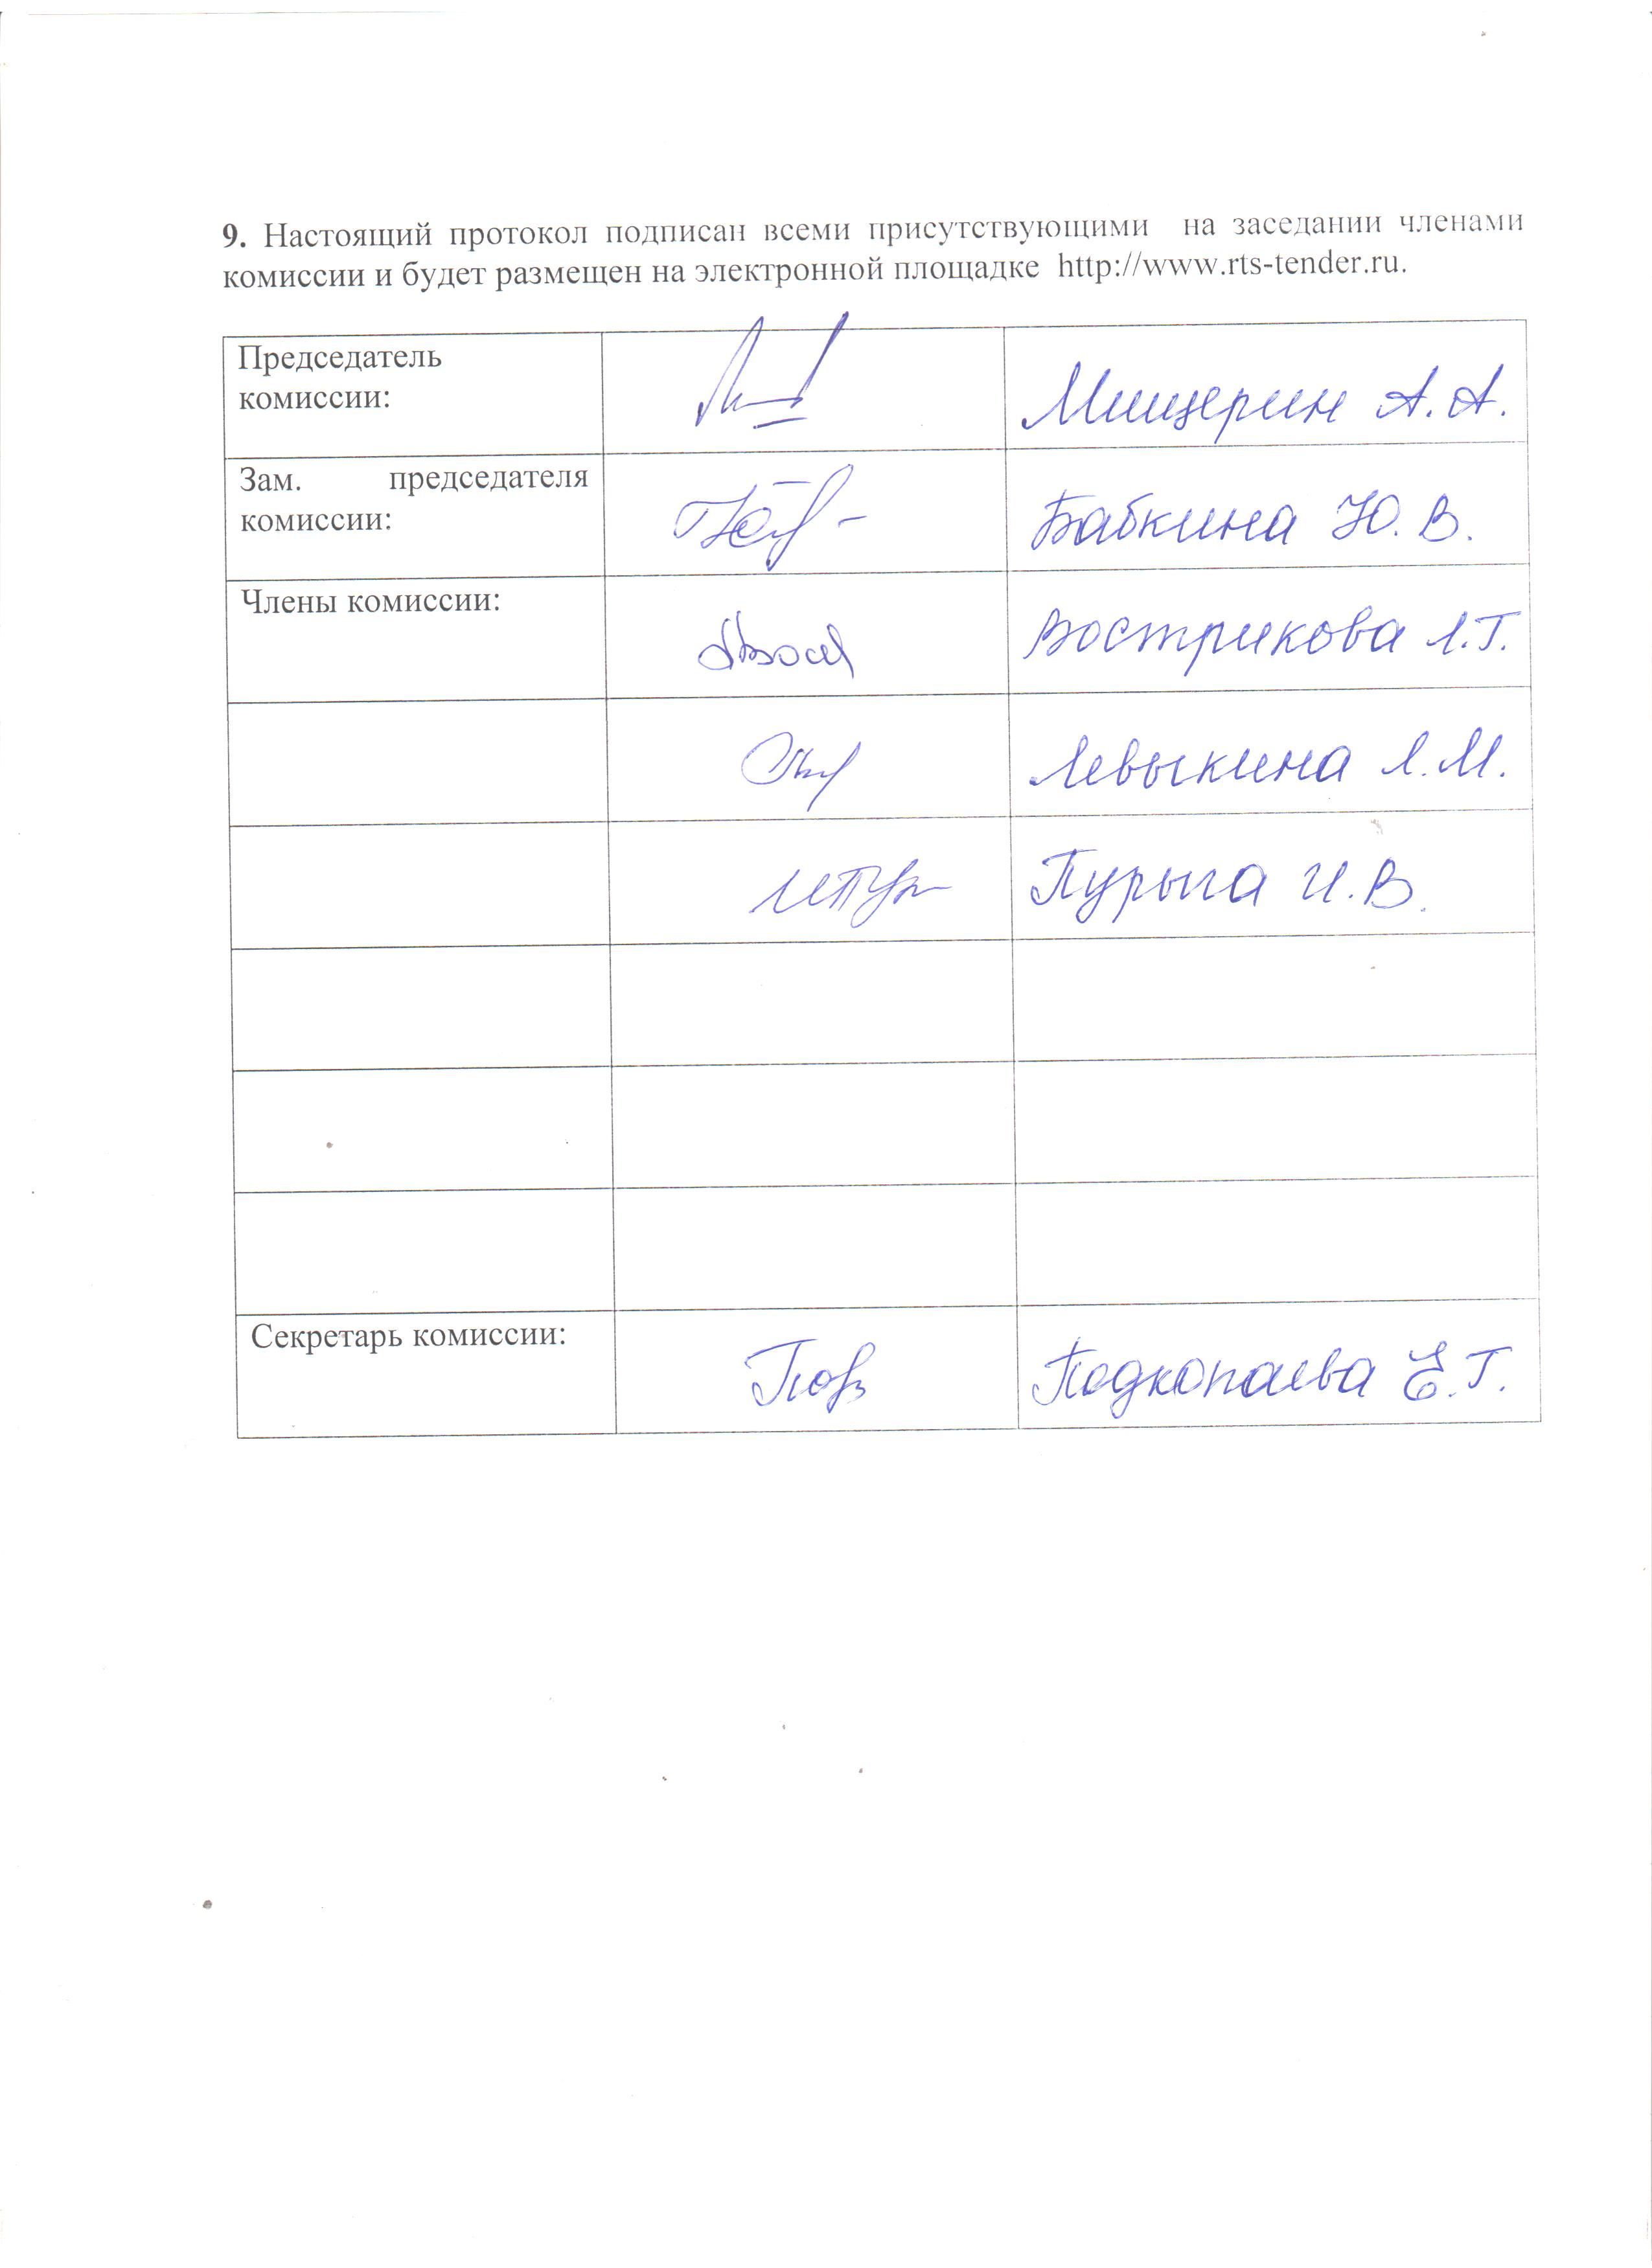 9. Настоящий протокол подписан всеми присутствующими на заседании членами
комиссии и будет размещен на электронной площадке http://www.rts-tender.ru.
Председатель
комиссии:
Мищерин А. А.
Зам. председателя
комиссии:
Бабкина Ю. В.
Члены комиссии:
Вострикова Л.Г.
Левыкина Л.М.
Пурыга И.В.
Секретарь комиссии:
Подкопаева Е.Г.